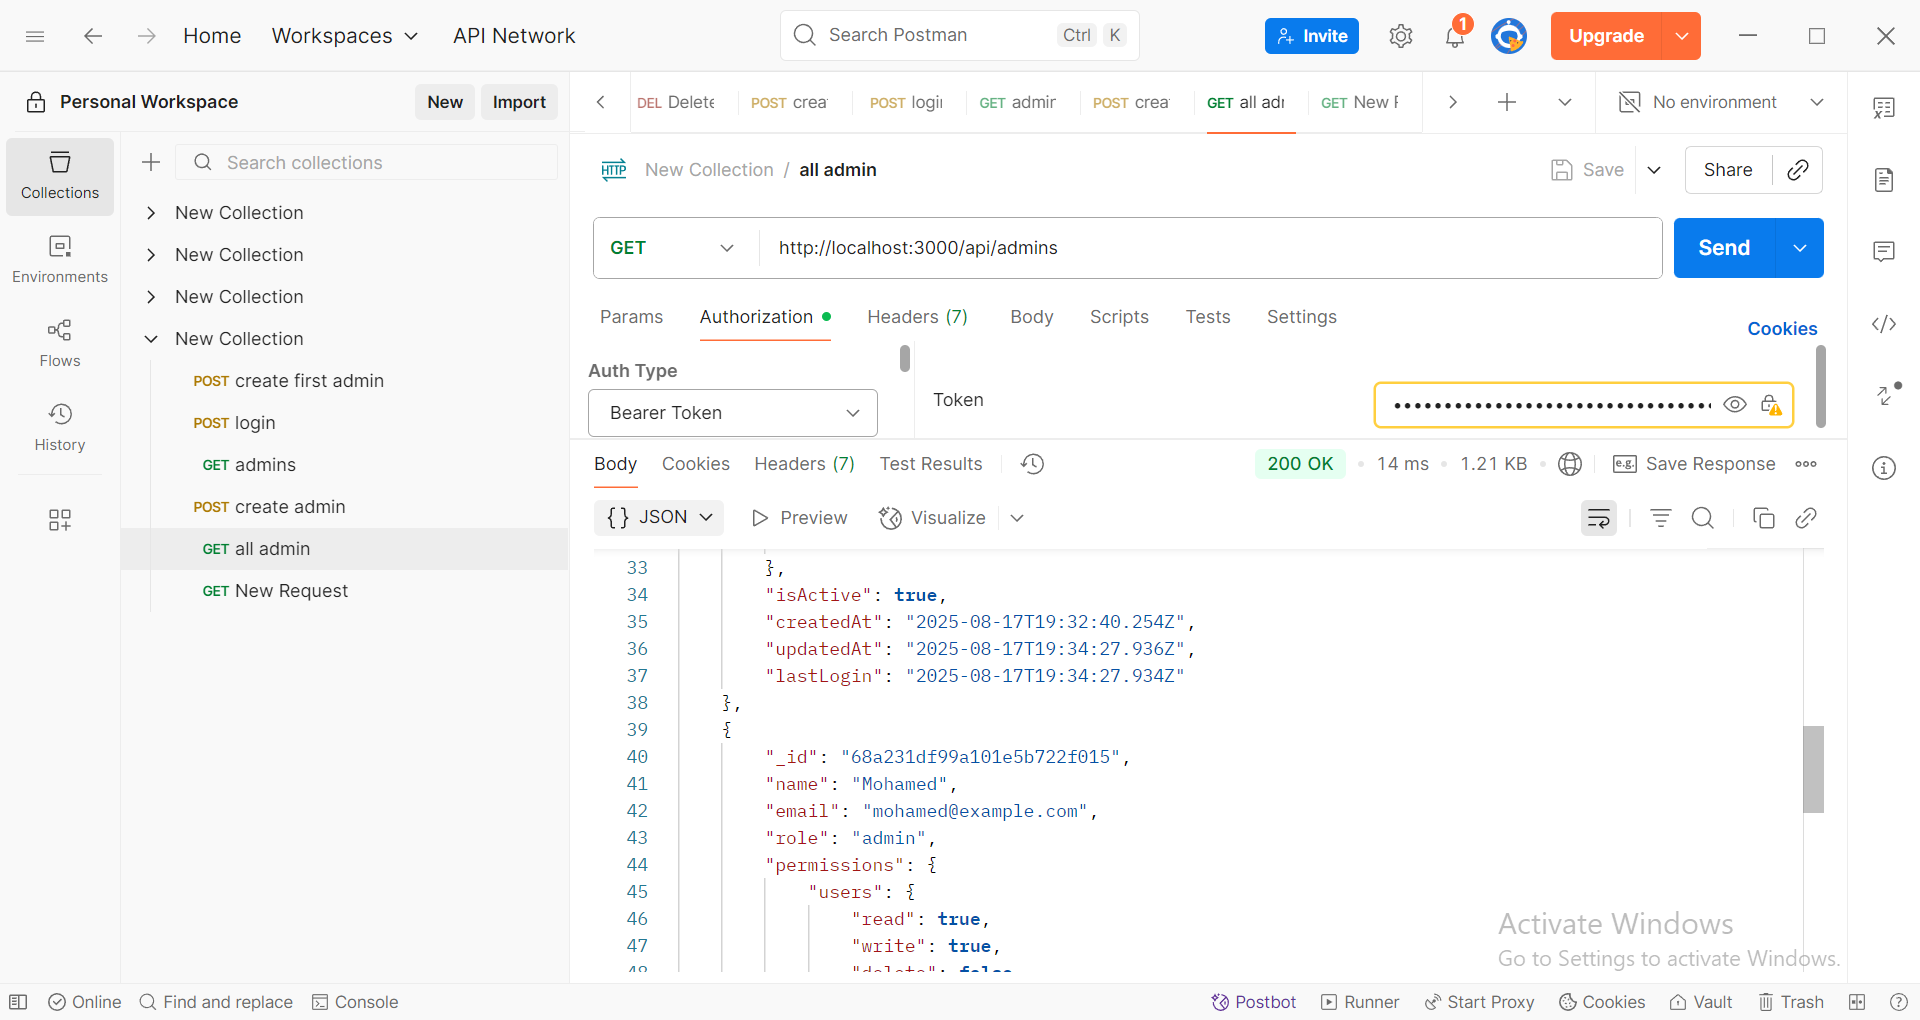 Home
Workspaces
API Network
Search Postman
Ctrl
K
Invite
1
Upgrade
Personal Workspace
New
Import
DEL Delete
POST crea
POST logi
GET admir
POST crea
GET all adr
GET New F
No environment
Collections
Environments
Flows
History
Search collections
New Collection
New Collection
New Collection
New Collection
POST create first admin
POST login
GET admins
POST create admin
GET all admin
GET New Request
HTTP
New Collection / all admin
Save
Share
GET
http://localhost:3000/api/admins
Send
Params
Authorization
Headers (7)
Body
Scripts
Tests
Settings
Cookies
Auth Type
Bearer Token
Token
Body
Cookies
Headers (7)
Test Results
200 OK
14 ms
1.21 KB
e.g.
Save Response
{} JSON
Preview
Visualize
33 },
34 "isActive": true,
35 "createdAt": "2025-08-17T19:32:40.254Z",
36 "updatedAt": "2025-08-17T19:34:27.936Z",
37 "lastLogin": "2025-08-17T19:34:27.934Z"
38 },
39 {
40 "_id": "68a231df99a101e5b722f015",
41 "name": "Mohamed",
42 "email": "mohamed@example.com",
43 "role": "admin",
44 "permissions": {
45 "users": {
46 "read": true,
47 "write": true,
48 "delete": false
Activate Windows
Go to Settings to activate Windows.
Online
Find and replace
Console
Postbot
Runner
Start Proxy
Cookies
Vault
Trash